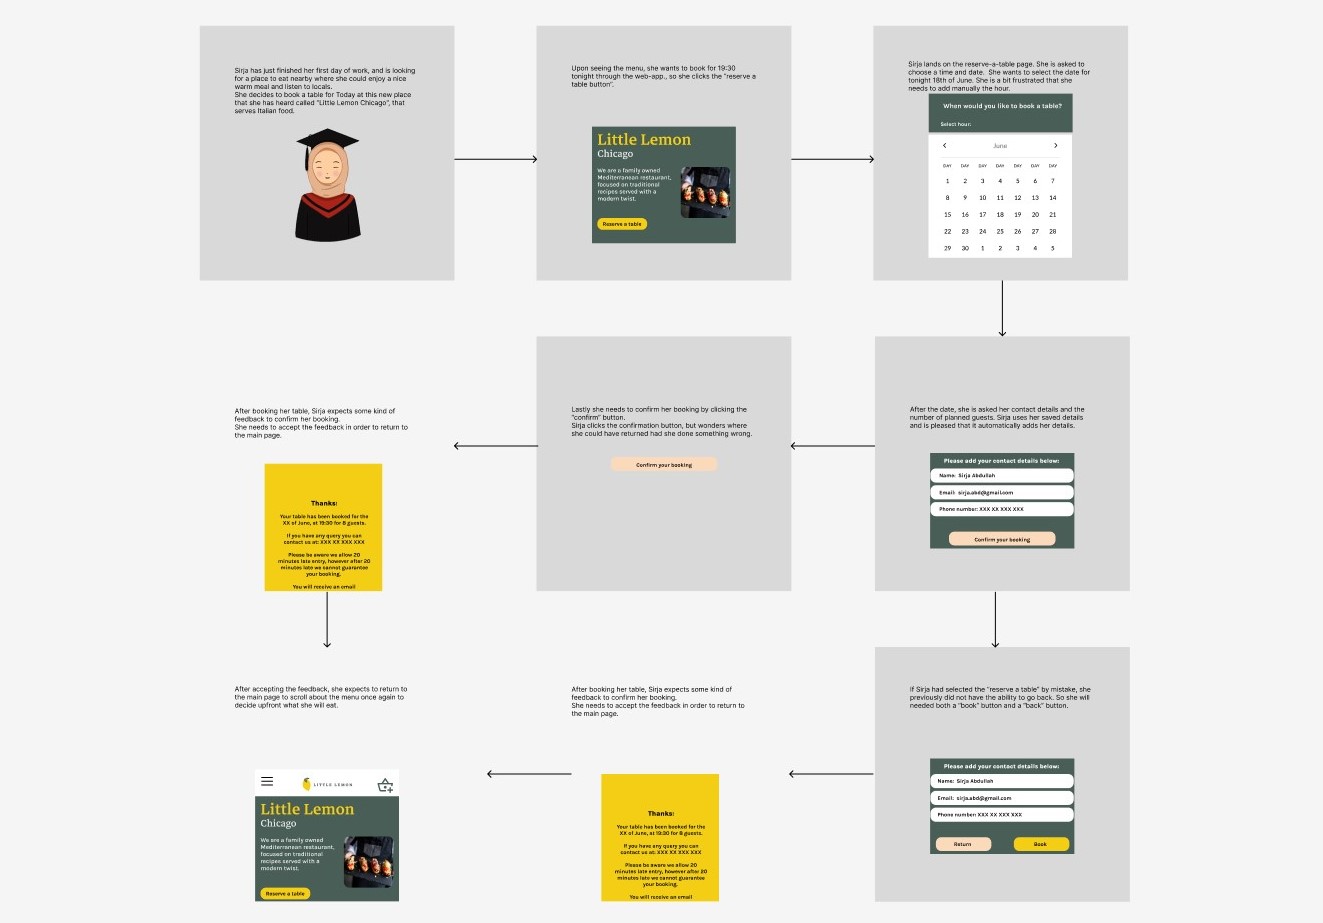 Sirja has just finished her first day of work, and is looking
for a place to eat nearby where she could enjoy a nice
warm meal and listen to locals.
She decides to book a table for Today at this new place
that she has heard called "Little Lemon Chicago", that
serves Italian food.
Upon seeing the menu, she wants to book for 19:30
tonight through the web-app., so she clicks the "reserve a
table button".
Little Lemon
Chicago
We are a family owned
Mediterranean restaurant,
focused on traditional
recipes served with a
modern twist.
Reserve a table
Sirja lands on the reserve-a-table page. She is asked to
choose a time and date.  She wants to select the date for
tonight 18th of June. She is a bit frustrated that she
needs to add manually the hour.
When would you like to book a table?
Select hour:
June
DAY DAY DAY DAY DAY DAY DAY
1 2 3 4 5 6 7
8 9 10 11 12 13 14
15 16 17 18 19 20 21
22 23 24 25 26 27 28
29 30 1 2 3 4 5
After the date, she is asked her contact details and the
number of planned guests. Sirja uses her saved details
and is pleased that it automatically adds her details.
Please add your contact details below:
Name: Sirja Abdullah
Email: sirja.abd@gmail.com
Phone number: XXX XX XXX XXX
Confirm your booking
Lastly she needs to confirm her booking by clicking the
"confirm" button.
Sirja clicks the confirmation button, but wonders where
she could have returned had she done something wrong.
Confirm your booking
After booking her table, Sirja expects some kind of
feedback to confirm her booking.
She needs to accept the feedback in order to return to
the main page.
Thanks:
Your table has been booked for the
XX of June, at 19:30 for 8 guests.
If you have any query you can
contact us at: XXX XX XXX XXX
Please be aware we allow 20
minutes late entry, however after 20
minutes late we cannot guarantee
your booking.
You will receive an email
After accepting the feedback, she expects to return to
the main page to scroll about the menu once again to
decide upfront what she will eat.
LITTLE LEMON
Little Lemon
Chicago
We are a family owned
Mediterranean restaurant,
focused on traditional
recipes served with a
modern twist.
Reserve a table
After booking her table, Sirja expects some kind of
feedback to confirm her booking.
She needs to accept the feedback in order to return to
the main page.
Thanks:
Your table has been booked for the
XX of June, at 19:30 for 8 guests.
If you have any query you can
contact us at: XXX XX XXX XXX
Please be aware we allow 20
minutes late entry, however after 20
minutes late we cannot guarantee
your booking.
You will receive an email
If Sirja had selected the "reserve a table" by mistake, she
previously did not have the ability to go back. So she will
needed both a "book" button and a "back" button.
Please add your contact details below:
Name: Sirja Abdullah
Email: sirja.abd@gmail.com
Phone number: XXX XX XXX XXX
Return
Book